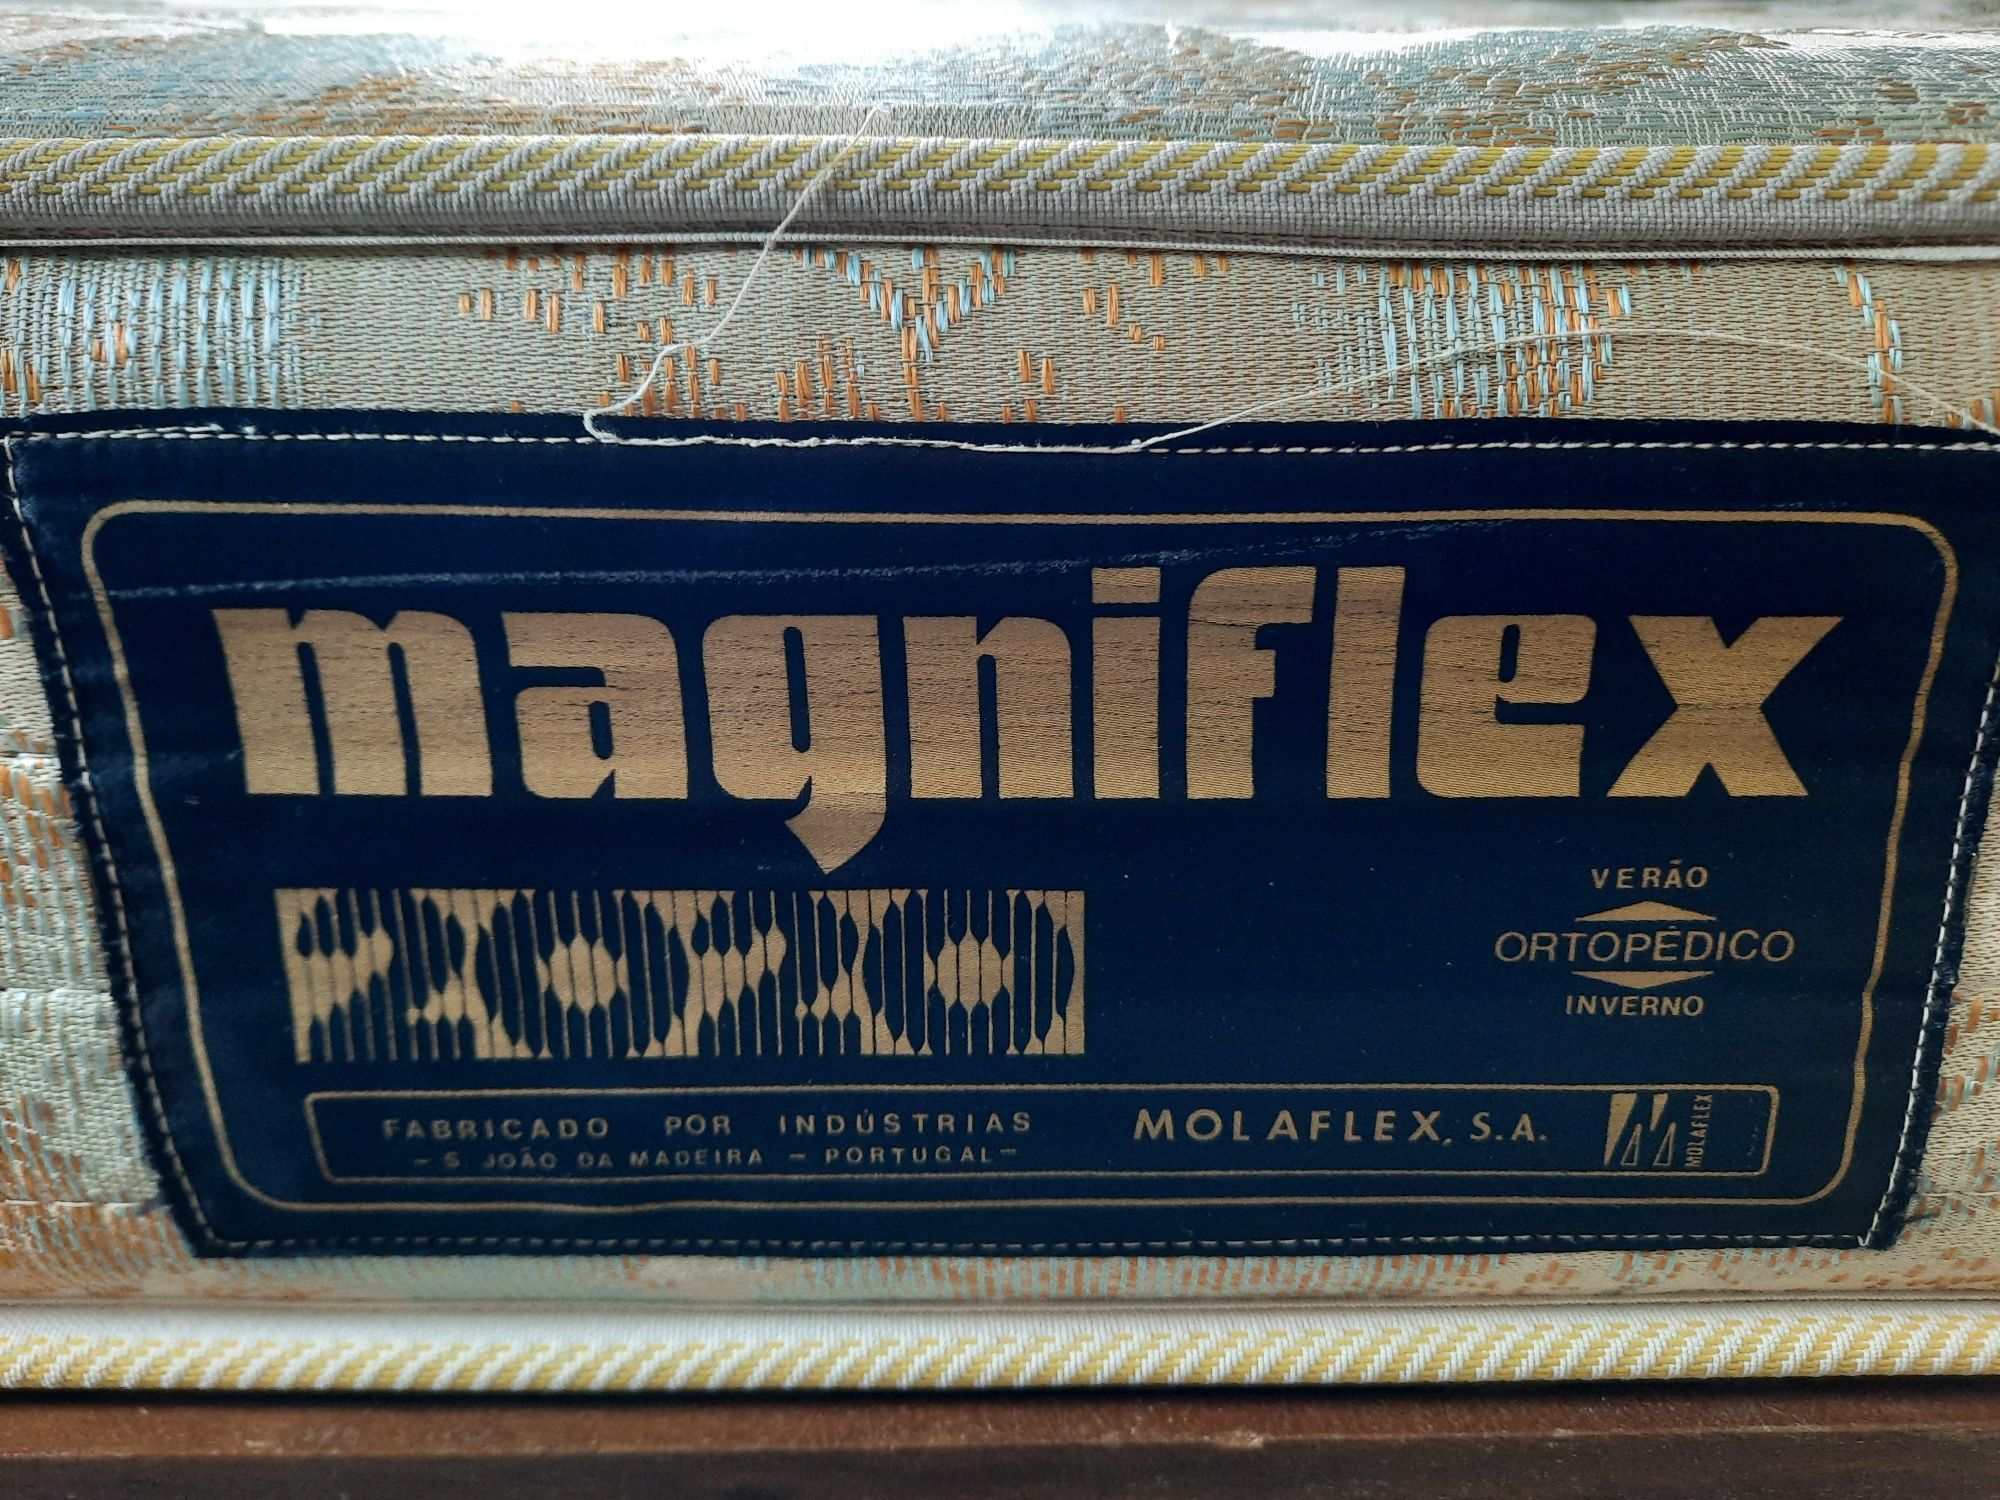 magniflex
VERÃO
ORTOPÉDICO
INVERNO
FABRICADO POR INDÚSTRIAS MOLAFLEX, S.A.
- S JOÃO DA MADEIRA - PORTUGAL -
MOLAFLEX